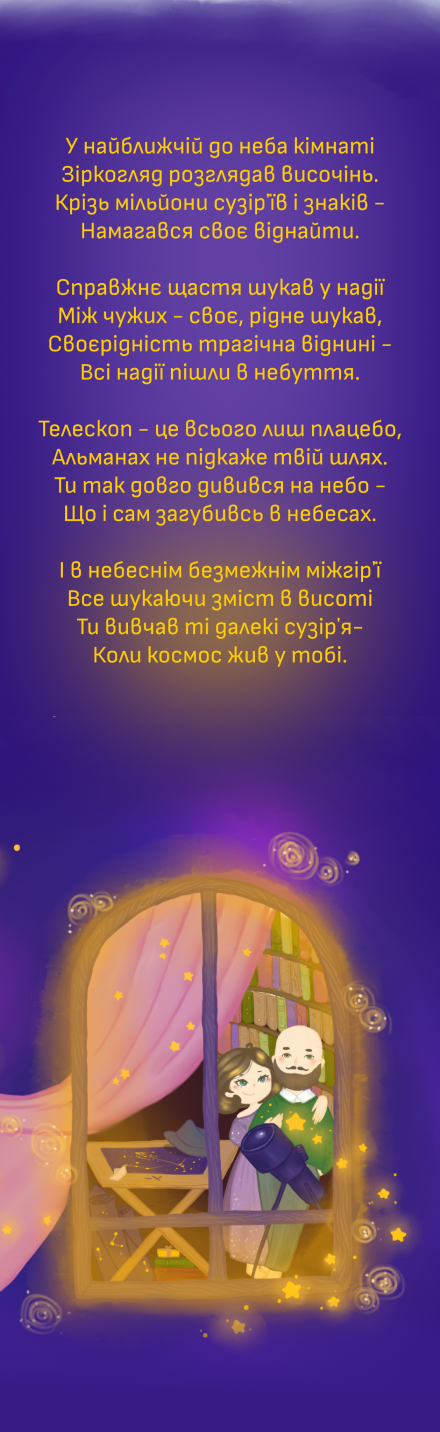 У найближчій до неба кімнаті
Зіркогляд розглядав височінь.
Крізь мільйони сузір'їв і знаків -
Намагався своє віднайти.
Справжнє щастя шукав у надії
Між чужих - своє, рідне шукав,
Своєрідність трагічна віднині -
Всі надії пішли в небуття.
Телескоп - це всього лиш плацебо,
Альманах не підкаже твій шлях.
Ти так довго дивився на небо -
Що і сам загубивсь в небесах.
І в небеснім безмежнім міжгір'ї
Все шукаючи зміст в висоті
Ти вивчав ті далекі сузір'я-
Коли космос жив у тобі.